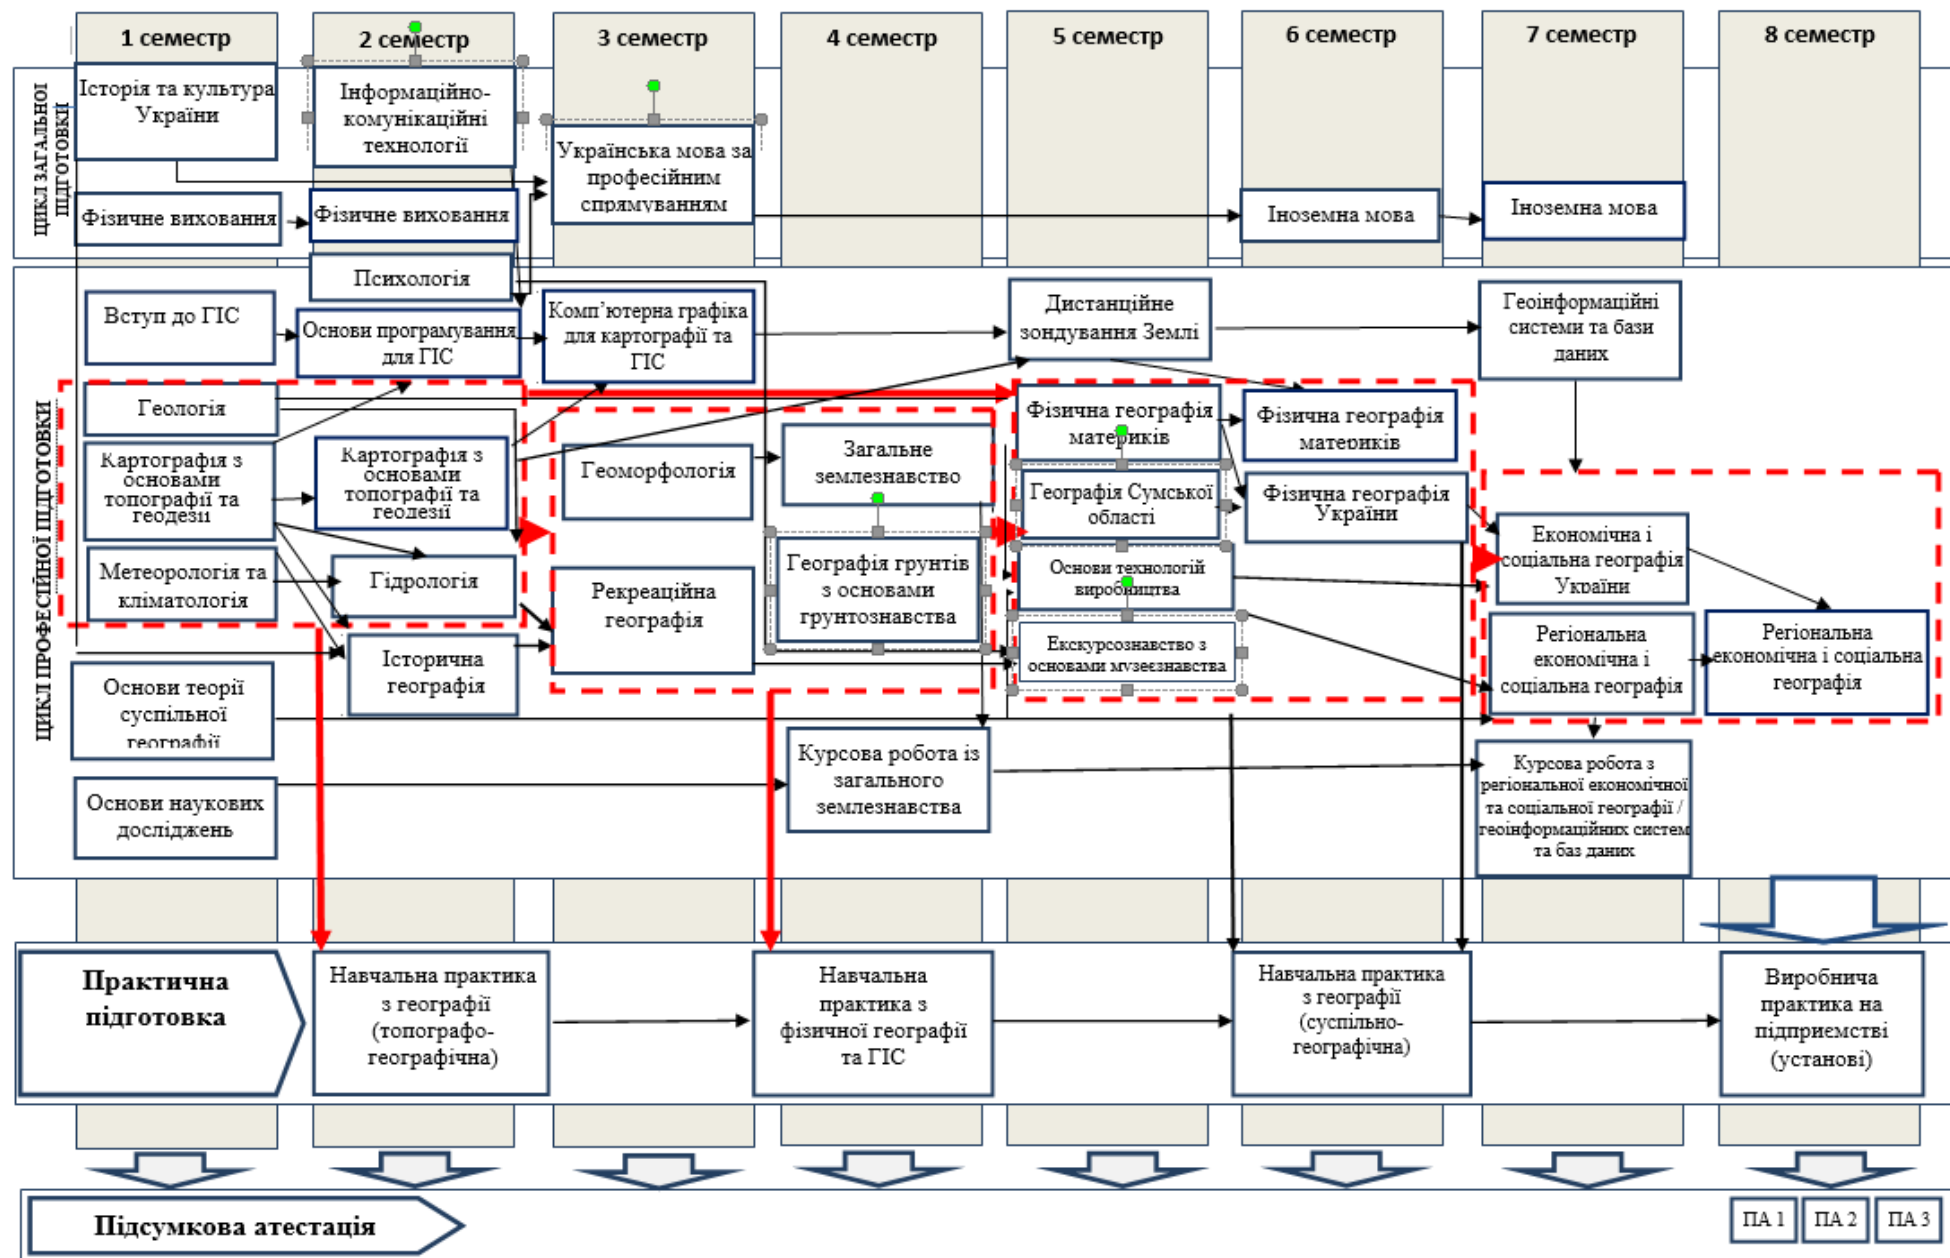 1 семестр
2 семестр
3 семестр
4 семестр
5 семестр
6 семестр
7 семестр
8 семестр
ЦИКЛ ЗАГАЛЬНОЇ
ПІДГОТОВКИ
Історія та культура
України
Інформаційно-
комунікаційні
технології
Українська мова за
професійним
спрямуванням
Фізичне виховання
Фізичне виховання
Іноземна мова
Іноземна мова
ЦИКЛ ПРОФЕСІЙНОЇ ПІДГОТОВКИ
Психологія
Вступ до ГІС
Основи програмування
для ГІС
Комп’ютерна графіка
для картографії та
ГІС
Дистанційне
зондування Землі
Геоінформаційні
системи та бази
даних
Геологія
Картографія з
основами
топографії та
геодезії
Картографія з
основами
топографії та
геодезії
Геоморфологія
Загальне
землезнавство
Фізична географія
материків
Фізична географія
материків
Географія Сумської
області
Фізична географія
України
Метеорологія та
кліматологія
Гідрологія
Рекреаційна
географія
Географія грунтів
з основами
грунтознавства
Основи технологій
виробництва
Економічна і
соціальна географія
України
Історична
географія
Екскурсознавство з
основами музеєзнавства
Регіональна
економічна і
соціальна географія
Регіональна
економічна і соціальна
географія
Основи теорії
суспільної
географії
Основи наукових
досліджень
Курсова робота із
загального
землезнавства
Курсова робота з
регіональної економічної
та соціальної географії /
геоінформаційних систем
та баз даних
Практична
підготовка
Навчальна практика
з географії
(топографо-
географічна)
Навчальна
практика з
фізичної географії
та ГІС
Навчальна практика
з географії
(суспільно-
географічна)
Виробнича
практика на
підприємстві
(установі)
Підсумкова атестація
ПА 1
ПА 2
ПА 3